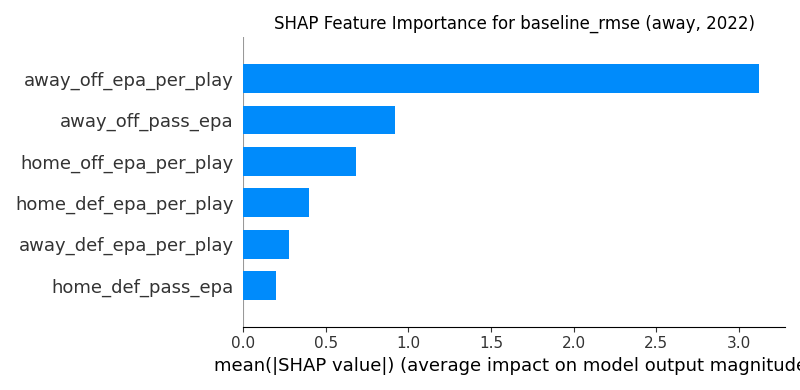 SHAP Feature Importance for baseline_rmse (away, 2022)
away_off_epa_per_play
away_off_pass_epa
home_off_epa_per_play
home_def_epa_per_play
away_def_epa_per_play
home_def_pass_epa
0.0 0.5 1.0 1.5 2.0 2.5 3.0
mean(|SHAP value|) (average impact on model output magnitude